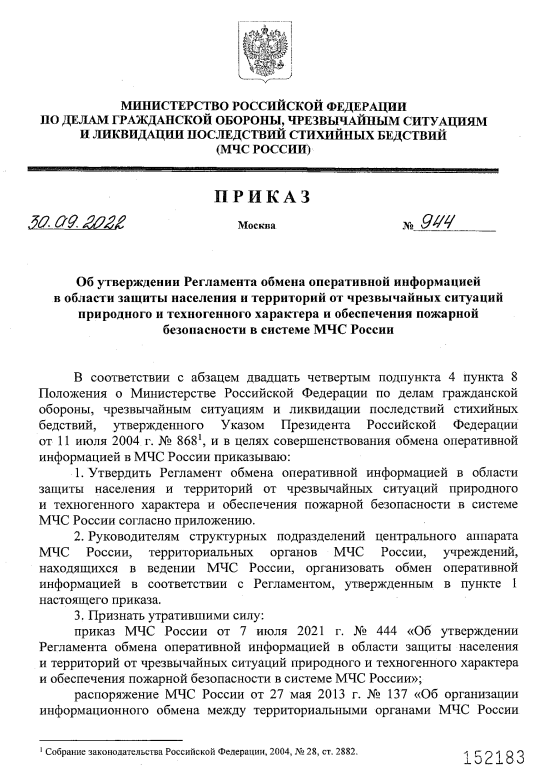 МИНИСТЕРСТВО РОССИЙСКОЙ ФЕДЕРАЦИИ
ПО ДЕЛАМ ГРАЖДАНСКОЙ ОБОРОНЫ, ЧРЕЗВЫЧАЙНЫМ СИТУАЦИЯМ
И ЛИКВИДАЦИИ ПОСЛЕДСТВИЙ СТИХИЙНЫХ БЕДСТВИЙ
(МЧС РОССИИ)
ПРИКАЗ
30.09.2022 Москва № 944
Об утверждении Регламента обмена оперативной информацией
в области защиты населения и территорий от чрезвычайных ситуаций
природного и техногенного характера и обеспечения пожарной
безопасности в системе МЧС России
В соответствии с абзацем двадцать четвертым подпункта 4 пункта 8
Положения о Министерстве Российской Федерации по делам гражданской
обороны, чрезвычайным ситуациям и ликвидации последствий стихийных
бедствий, утвержденного Указом Президента Российской Федерации
от 11 июля 2004 г. № 868¹, и в целях совершенствования обмена оперативной
информацией в МЧС России приказываю:
1. Утвердить Регламент обмена оперативной информацией в области
защиты населения и территорий от чрезвычайных ситуаций природного
и техногенного характера и обеспечения пожарной безопасности в системе
МЧС России согласно приложению.
2. Руководителям структурных подразделений центрального аппарата
МЧС России, территориальных органов МЧС России, учреждений,
находящихся в ведении МЧС России, организовать обмен оперативной
информацией в соответствии с Регламентом, утвержденным в пункте 1
настоящего приказа.
3. Признать утратившими силу:
приказ МЧС России от 7 июля 2021 г. № 444 «Об утверждении
Регламента обмена оперативной информацией в области защиты населения
и территорий от чрезвычайных ситуаций природного и техногенного характера
и обеспечения пожарной безопасности в системе МЧС России»;
распоряжение МЧС России от 27 мая 2013 г. № 137 «Об организации
информационного обмена между территориальными органами МЧС России
¹ Собрание законодательства Российской Федерации, 2004, № 28, ст. 2882.
152183